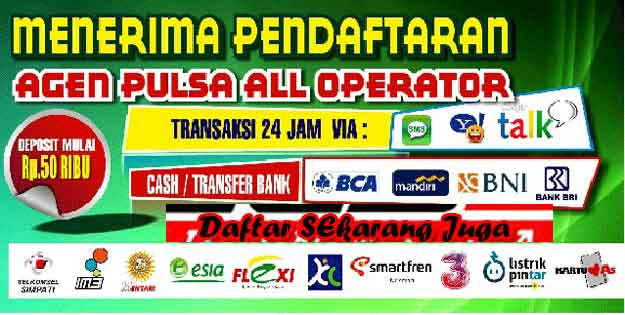 MENERIMA PENDAFTARAN
AGEN PULSA ALL OPERATOR
DEPOSIT MULAI
Rp.50 RIBU
TRANSAKSI 24 JAM VIA :
SMS
Y!
talk
CASH / TRANSFER BANK
BCA
mandiri
BNI
BANK BRI
Daftar SEkarang Juga
TELKOMSEL
SIMPATI
IM3
MENTARI
esia
FLEXI
XL
smartfren
3
listrik
pintar
KARTU As